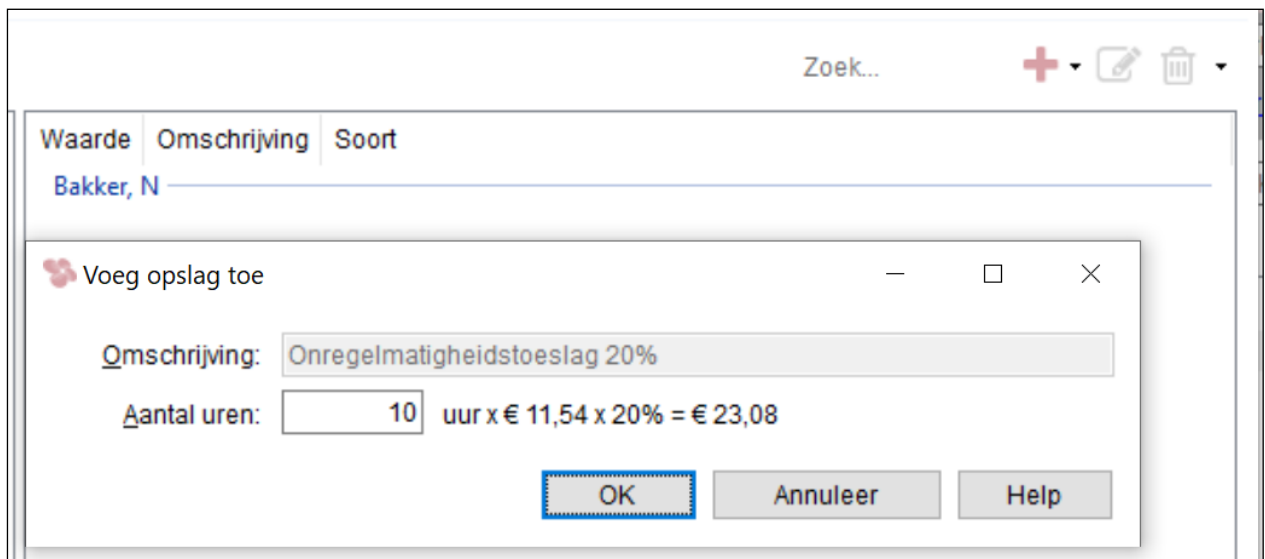 Zoek...
Waarde Omschrijving Soort
Bakker, N
Voeg opslag toe
Omschrijving: Onregelmatigheidstoeslag 20%
Aantal uren: 10 uur x € 11,54 x 20% = € 23,08
OK Annuleer Help